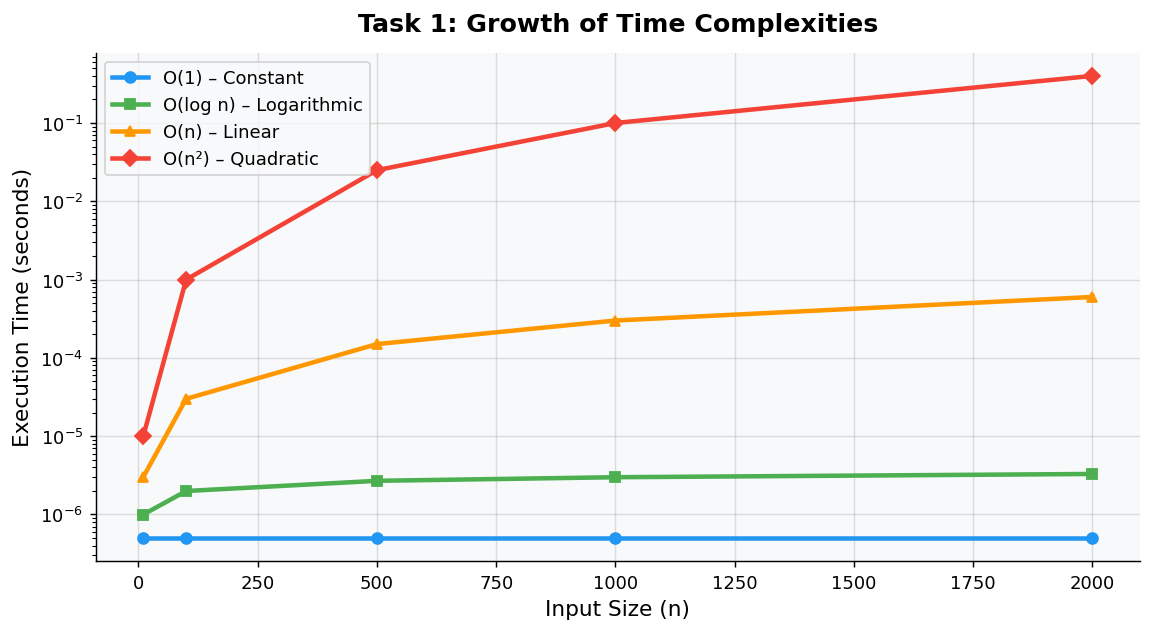 Task 1: Growth of Time Complexities
O(1) – Constant
O(log n) – Logarithmic
O(n) – Linear
O(n²) – Quadratic
Execution Time (seconds)
10⁻¹
10⁻²
10⁻³
10⁻⁴
10⁻⁵
10⁻⁶
0 250 500 750 1000 1250 1500 1750 2000
Input Size (n)